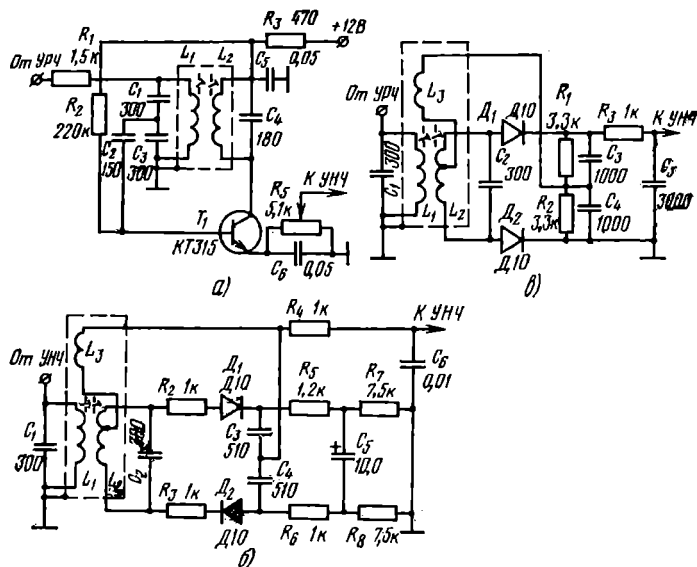 R3 470
+12В
От УРЧ
R1
1,5к
L1
L2
C5
0,05
C1
300
R2
220к
C2
150
C3
300
C4
180
T1
КТ315
R5
5,1к
К УНЧ
C6
0,05
а)
От УРЧ
L3
Д1
Д10
R1
3,3к
R3 1к
К УНЧ
300
C1
L1
L2
C2
300
C3
1000
R2
3,3к
C4
1000
Д2
Д10
3000
в)
От УНЧ
L3
R4 1к
К УНЧ
C6
0,01
R2 1к
Д1
Д10
R5
1,2к
R7
7,5к
C1
300
C2
L1
C3
510
C4
510
C5
10,0
+
R3 1к
Д2
Д10
R6
1к
R8
7,5к
б)